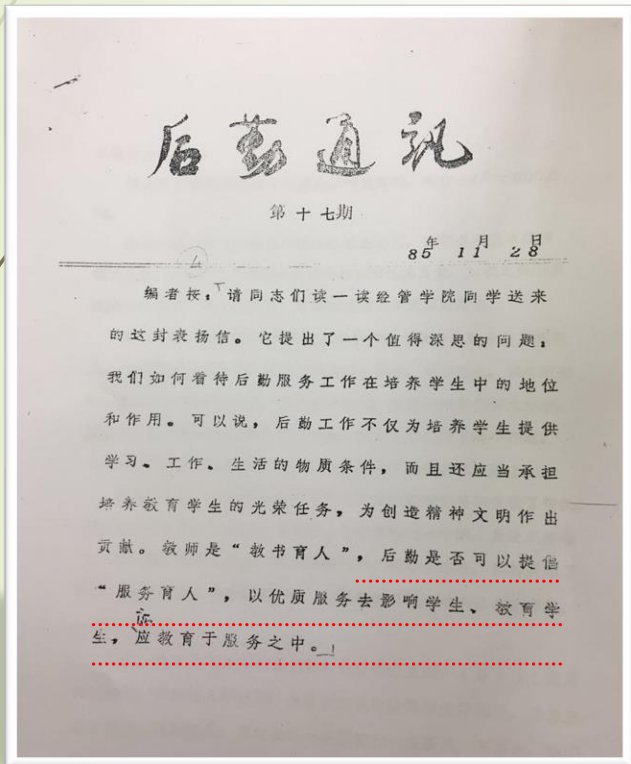 后勤通訊
第十七期
85年 11月 28日
编者按：请同志们读一读经管学院同学送来
的这封表扬信。它提出了一个值得深思的问题：
我们如何看待后勤服务工作在培养学生中的地位
和作用。可以说，后勤工作不仅为培养学生提供
学习、工作、生活的物质条件，而且还应当承担
培养教育学生的光荣任务，为创造精神文明作出
贡献。教师是“教书育人”，后勤是否可以提倡
“服务育人”，以优质服务去影响学生、教育学
生，应教育于服务之中。